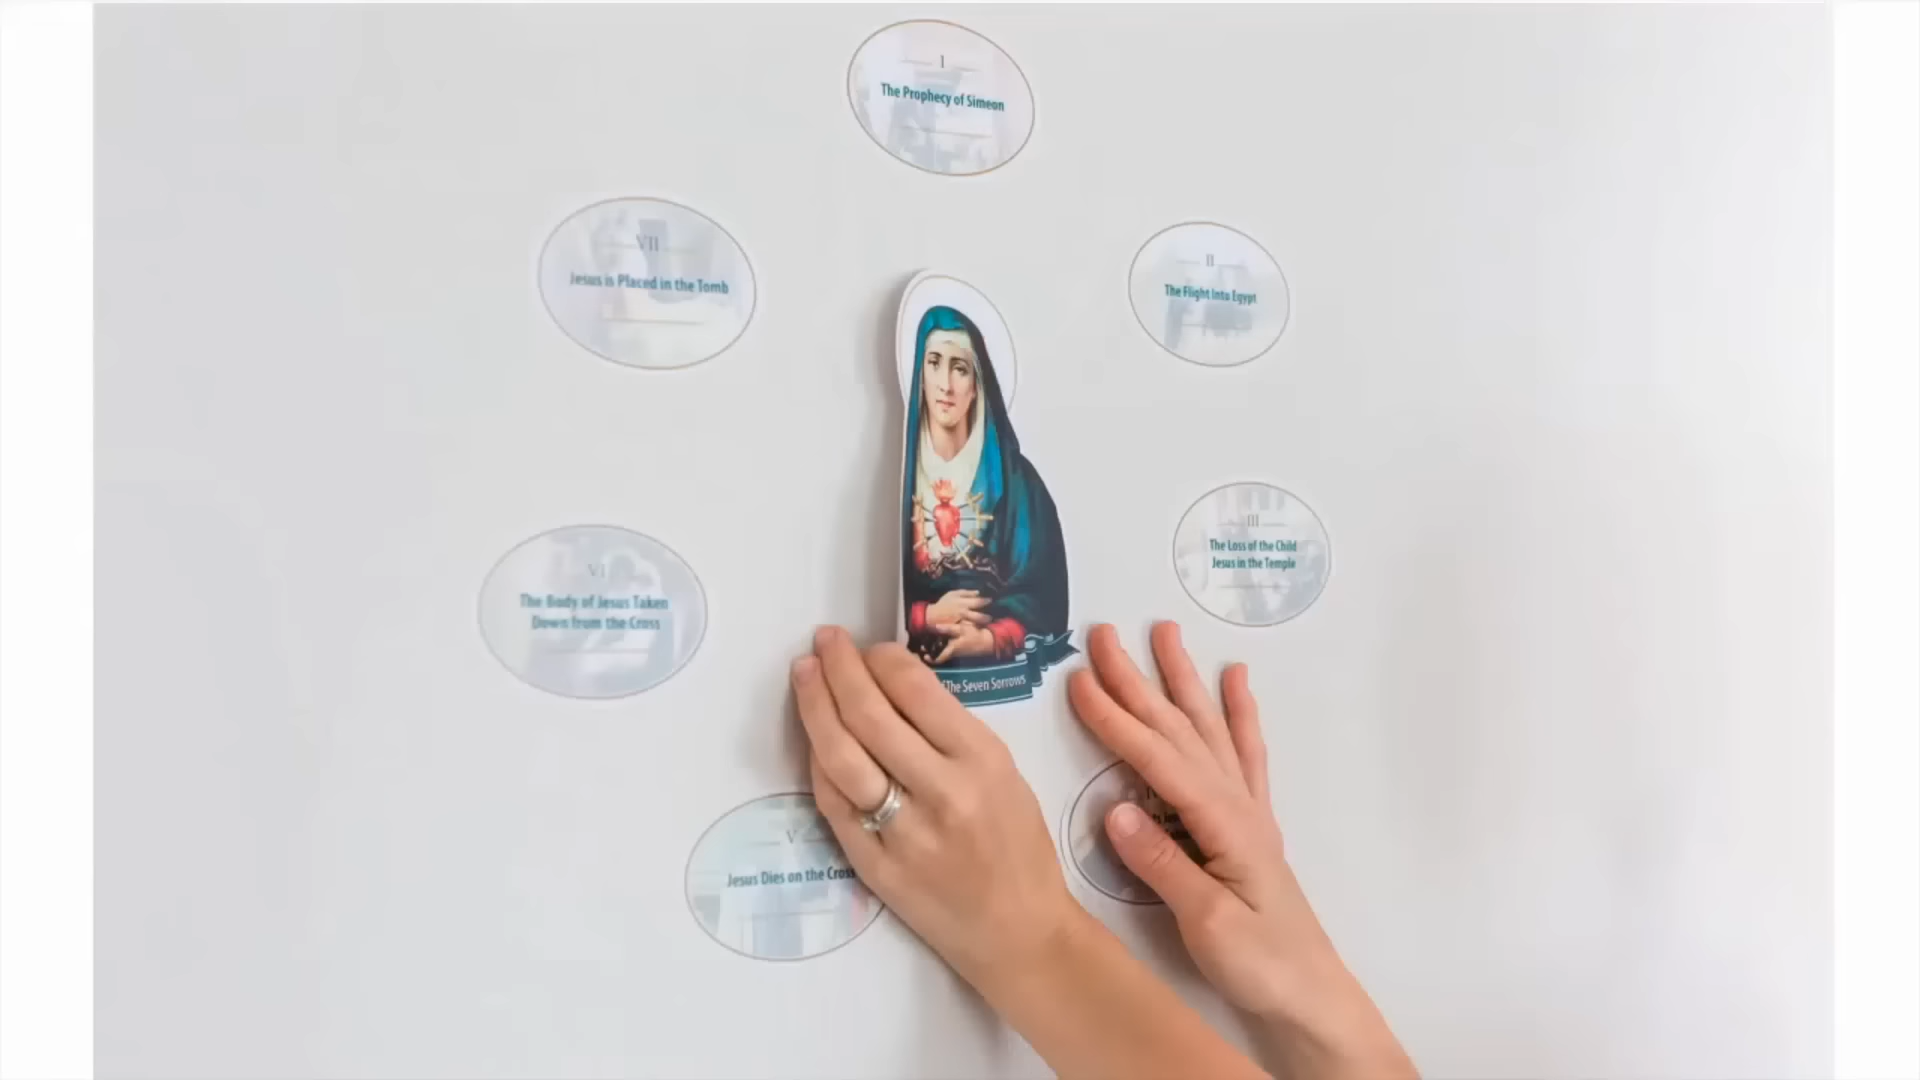 I
The Prophecy of Simeon
II
The Flight Into Egypt
III
The Loss of the Child
Jesus in the Temple
V
Jesus Dies on the Cross
VI
The Body of Jesus Taken
Down from the Cross
VII
Jesus is Placed in the Tomb
The Seven Sorrows